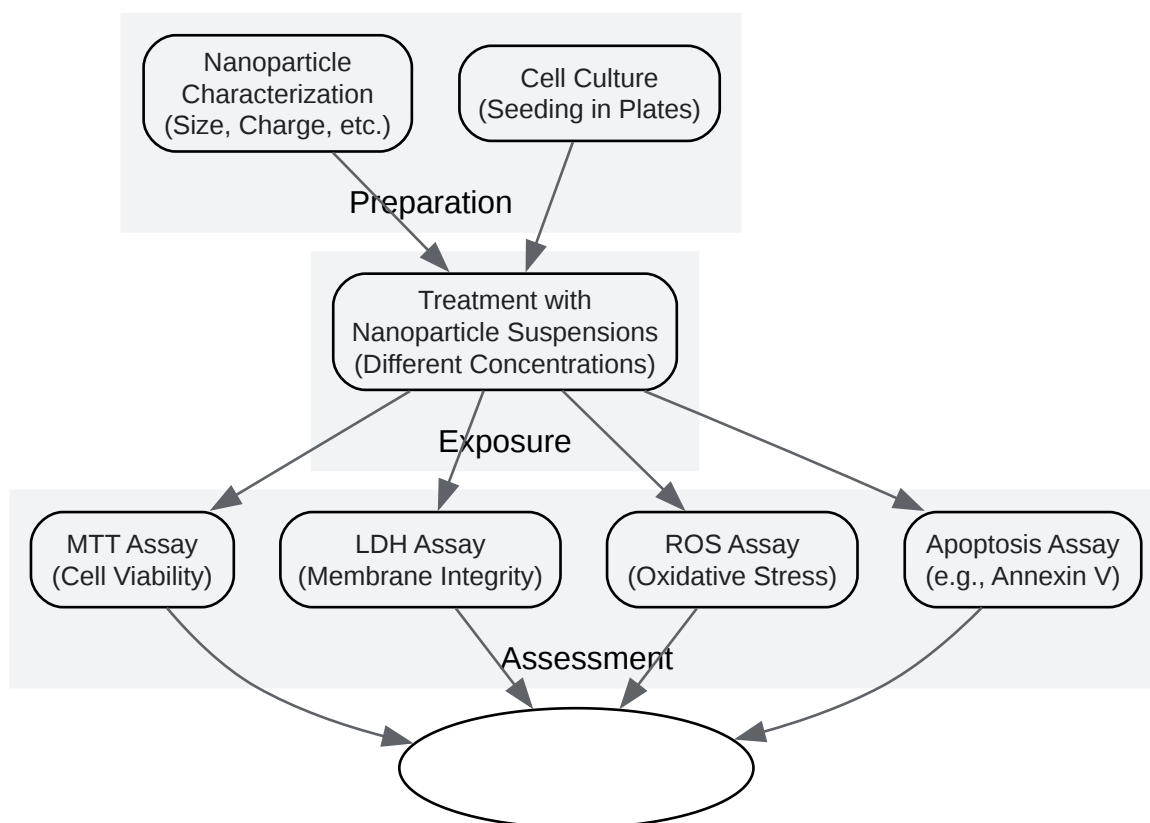 Nanoparticle
Characterization
(Size, Charge, etc.)
Cell Culture
(Seeding in Plates)
Preparation
Treatment with
Nanoparticle Suspensions
(Different Concentrations)
Exposure
MTT Assay
(Cell Viability)
LDH Assay
(Membrane Integrity)
ROS Assay
(Oxidative Stress)
Apoptosis Assay
(e.g., Annexin V)
Assessment